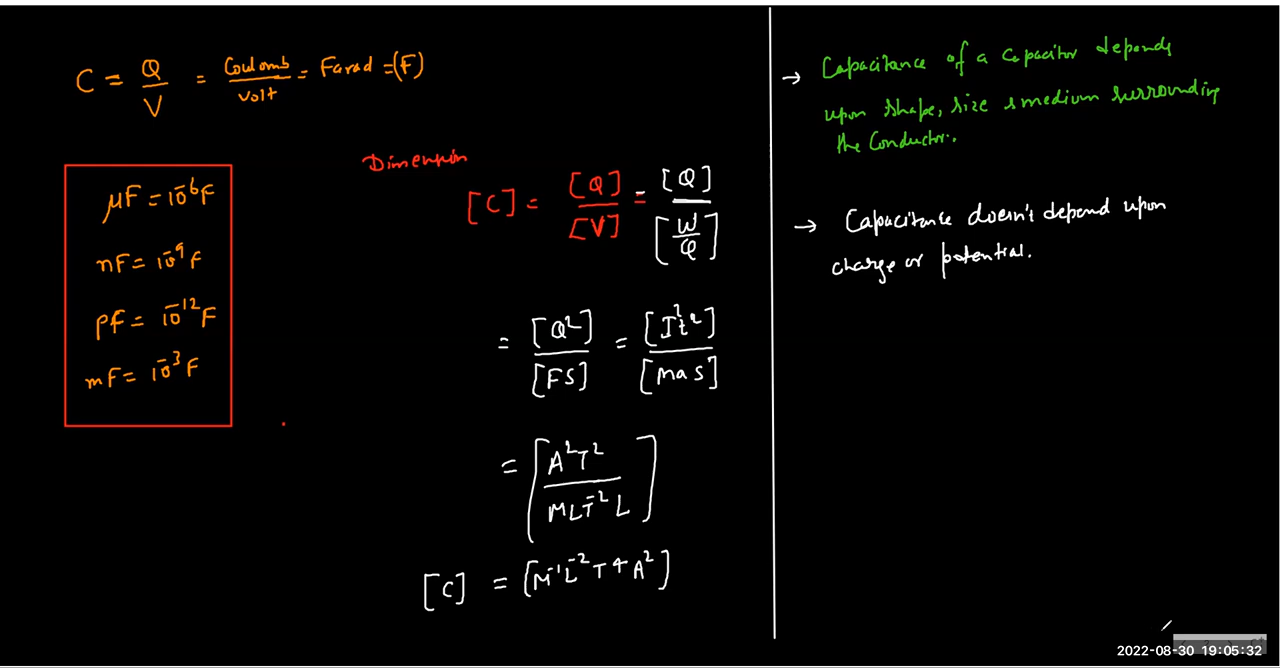 C = Q/V = Coulomb/volt = Farad = (F)
μF = 10⁻⁶F
nF = 10⁻⁹F
pF = 10⁻¹²F
mF = 10⁻³F
Dimension
[C] = [Q]/[V] = [Q]/[W/Q]
= [Q²]/[FS] = [I²t²]/[mas]
= [A²T²/MLT⁻²L]
[C] = [M⁻¹L⁻²T⁴A²]
→ Capacitance of a capacitor depends
upon shape, size & medium surrounding
the conductor.
→ Capacitance doesn't depend upon
charge or potential.
2022-08-30 19:05:32